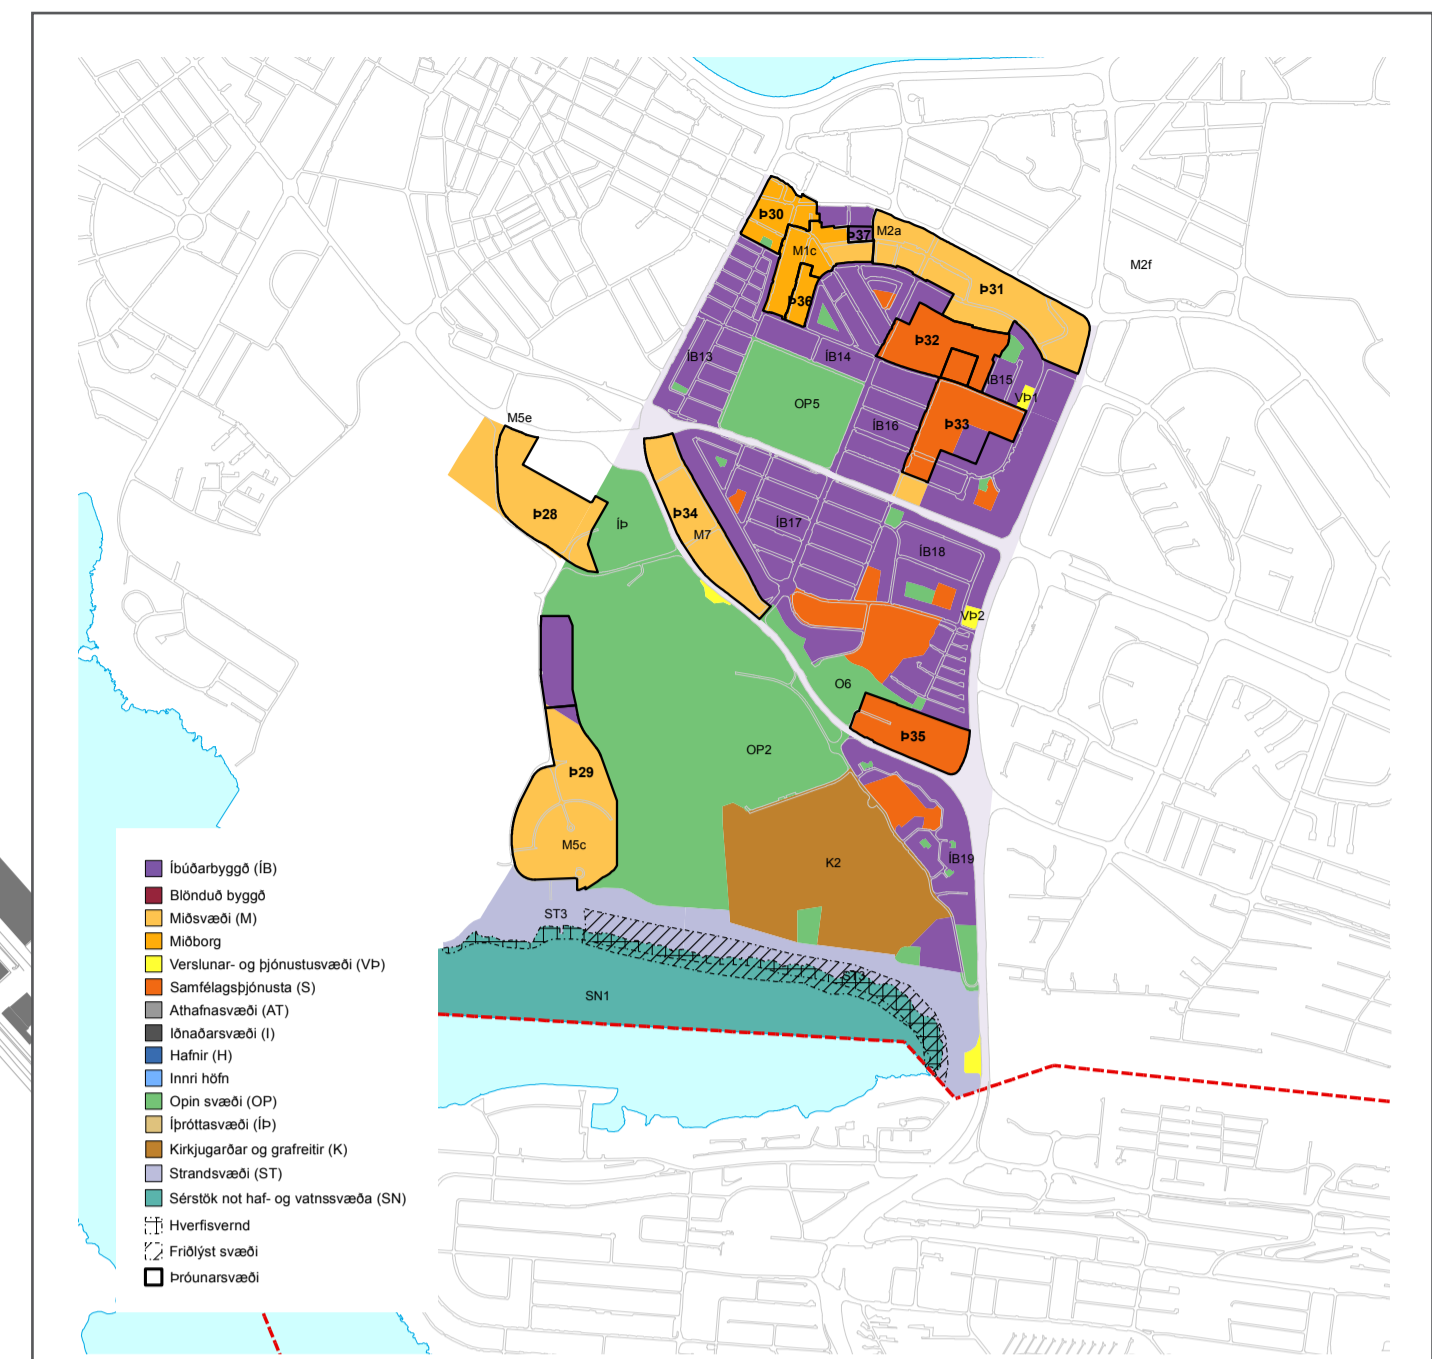 Þ30
Þ37
M2a
M1c
M2f
Þ31
Þ36
Þ32
ÍB13
ÍB14
ÍB15
VÞ1
OP5
M5e
ÍB16
Þ33
Þ28
ÍÞ
Þ34
M7
ÍB17
ÍB18
VÞ2
O6
Þ35
OP2
Þ29
M5c
K2
ÍB19
ST3
ST3
SN1
Íbúðarbyggð (ÍB)
Blönduð byggð
Miðsvæði (M)
Miðborg
Verslunar- og þjónustusvæði (VÞ)
Samfélagsþjónusta (S)
Athafnasvæði (AT)
Iðnaðarsvæði (I)
Hafnir (H)
Innri höfn
Opin svæði (OP)
Íþróttasvæði (ÍÞ)
Kirkjugarðar og grafreitir (K)
Strandsvæði (ST)
Sérstök not haf- og vatnssvæða (SN)
Hverfisvernd
Friðlýst svæði
Þróunarsvæði